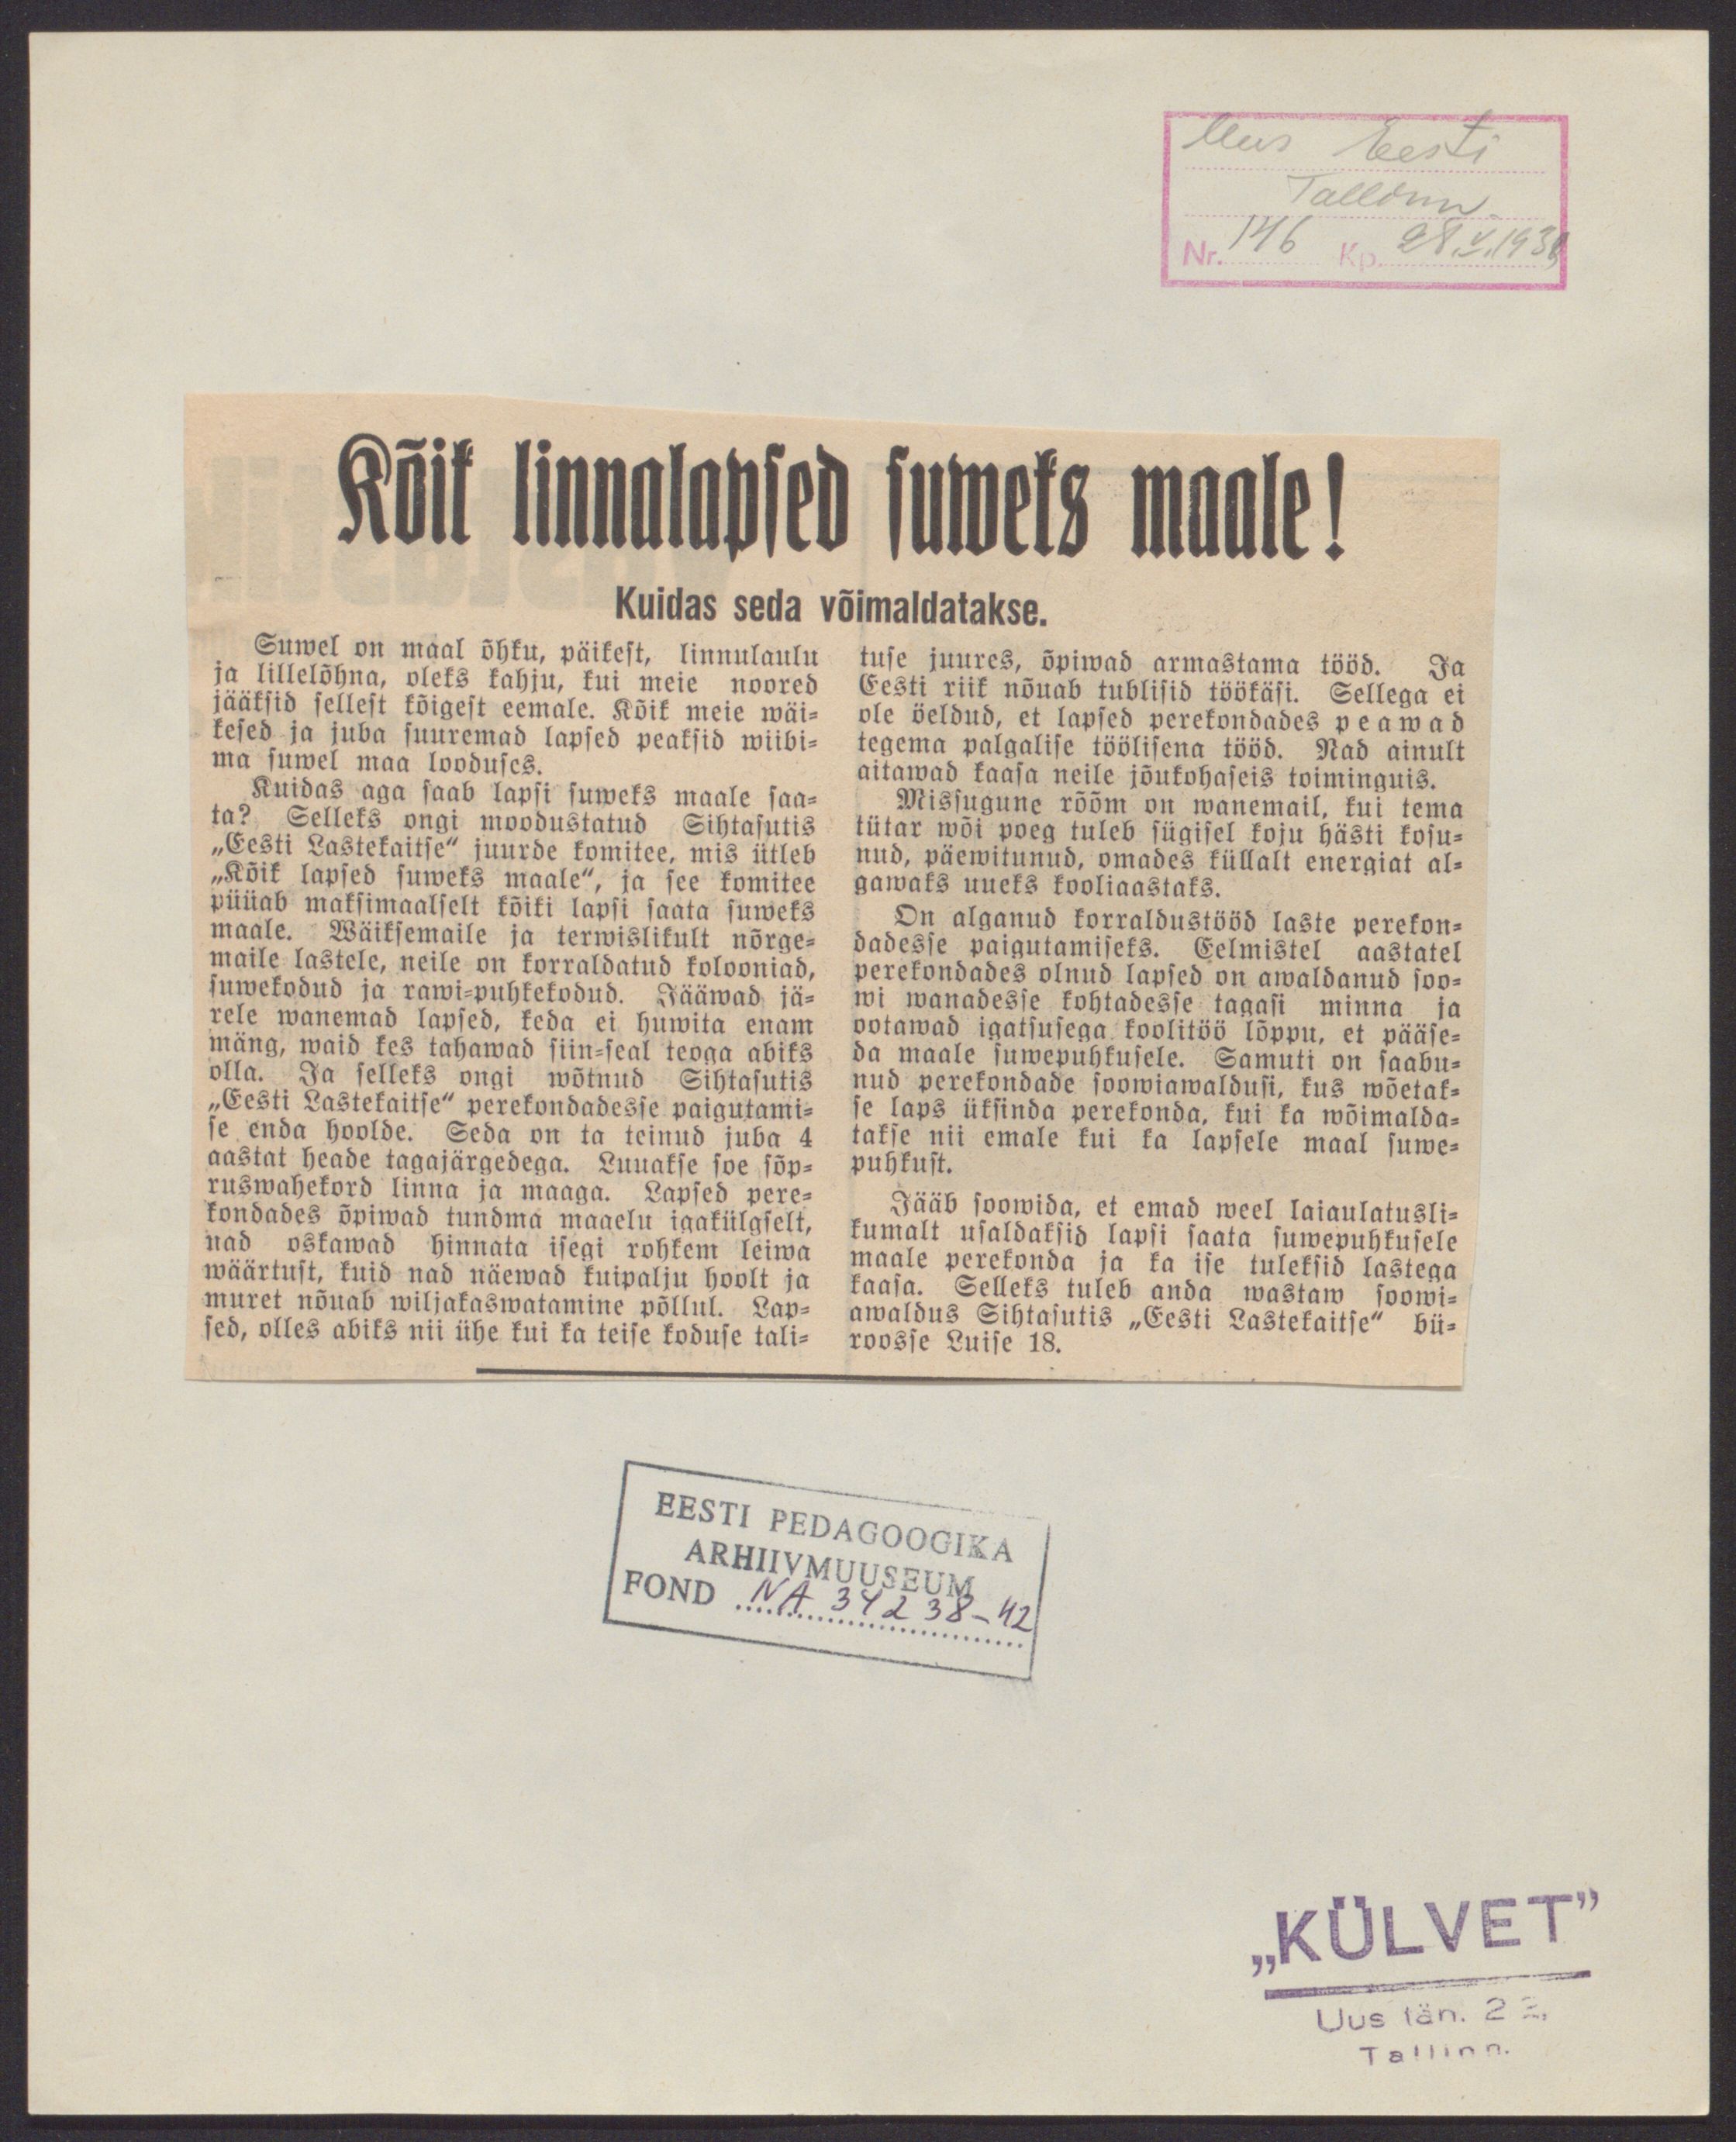 Uus Eesti
Tallinn.
Nr. 146 Kp. 28.V.193
Kõik linnalapsed suweks maale!
Kuidas seda võimaldatakse.
Suwel on maal õhku, päikest, linnulaulu
ja lillelõhna, oleks kahju, kui meie noored
jääksid sellest kõigest eemale. Kõik meie wäi-
kesed ja juba suuremad lapsed peaksid wiibi-
ma suwel maa looduses.
Kuidas aga saab lapsi suweks maale saa-
ta? Selleks ongi moodustatud Sihtasutis
„Eesti Lastekaitse“ juurde komitee, mis ütleb
„Kõik lapsed suweks maale“, ja see komitee
püüab maksimaalselt kõiki lapsi saata suweks
maale. Wäiksemaile ja terwislikult nõrge-
maile lastele, neile on korraldatud kolooniad,
suwekodud ja rawi-puhkekodud. Jääwad jä-
rele wanemad lapsed, keda ei huwita enam
mäng, waid kes tahawad siin-seal teoga abiks
olla. Ja selleks ongi wõtnud Sihtasutis
„Eesti Lastekaitse“ perekondadesse paigutami-
se enda hoolde. Seda on ta teinud juba 4
aastat heade tagajärgedega. Luuakse soe sõp-
ruswahekord linna ja maaga. Lapsed pere-
kondades õpiwad tundma maaelu igakülgselt,
nad oskawad hinnata isegi rohkem leiwa
wäärtust, kuid nad näewad kuipalju hoolt ja
muret nõuab wiljakaswatamine põllul. Lap-
sed, olles abiks nii ühe kui ka teise koduse tali-
tuse juures, õpiwad armastama tööd. Ja
Eesti riik nõuab tublisid töökäsi. Sellega ei
ole öeldud, et lapsed perekondades peawad
tegema palgalise töölisena tööd. Nad ainult
aitawad kaasa neile jõukohaseis toiminguis.
Missugune rõõm on wanemail, kui tema
tütar wõi poeg tuleb sügisel koju hästi kosu-
nud, päewitunud, omades küllalt energiat al-
gawaks uueks kooliaastaks.
On alganud korraldustööd laste perekon-
dadesse paigutamiseks. Eelmistel aastatel
perekondades olnud lapsed on awaldanud soo-
wi wanadesse kohtadesse tagasi minna ja
ootawad igatsusega koolitöö lõppu, et pääse-
da maale suwepuhkusele. Samuti on saabu-
nud perekondade soowiawaldusi, kus wõetak-
se laps üksinda perekonda, kui ka wõimalda-
takse nii emale kui ka lapsele maal suwe-
puhkust.
Jääb soowida, et emad weel laiaulatusli-
kumalt usaldaksid lapsi saata suwepuhkusele
maale perekonda ja ka ise tuleksid lastega
kaasa. Selleks tuleb anda wastaw soowi-
awaldus Sihtasutis „Eesti Lastekaitse“ bü-
roosse Luise 18.
EESTI PEDAGOOGIKA
ARHIIVMUUSEUM
FOND NA 34238-42
„KÜLVET”
Uus tän. 22,
Tallinn.